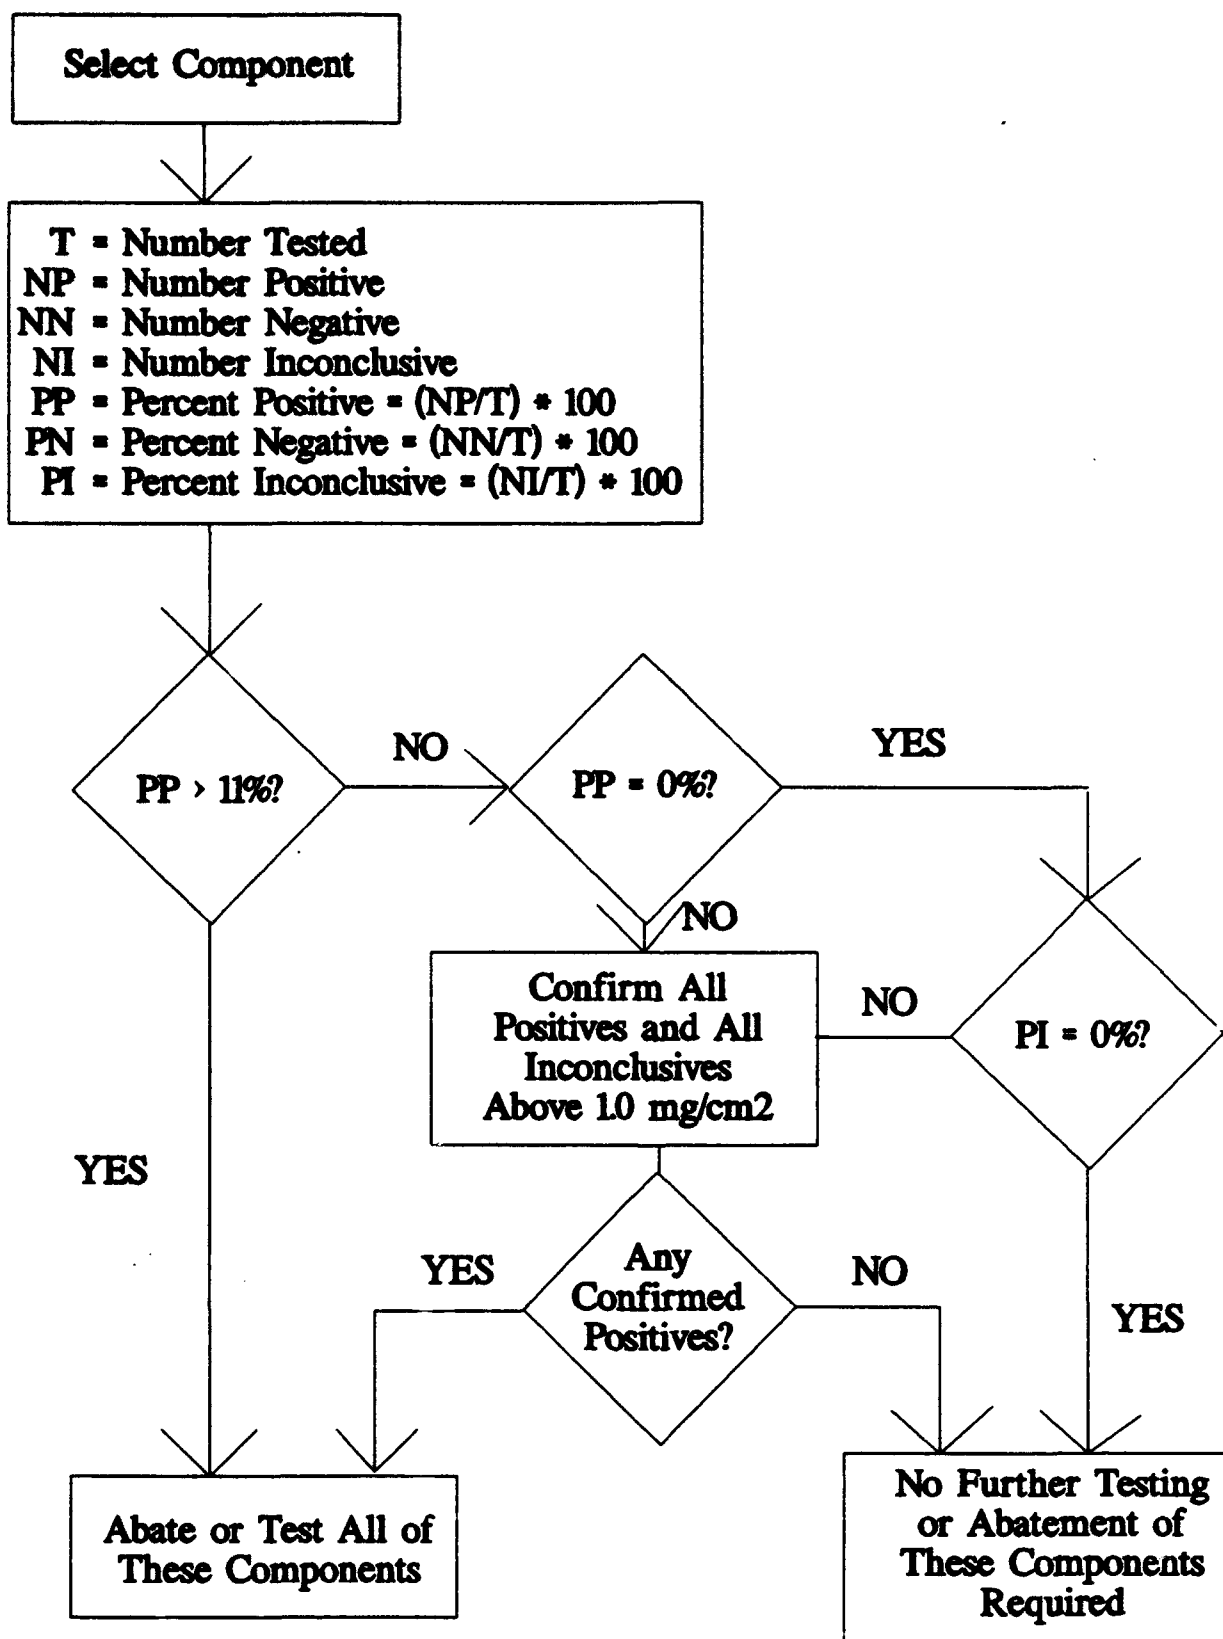 Select Component
T = Number Tested
NP = Number Positive
NN = Number Negative
NI = Number Inconclusive
PP = Percent Positive = (NP/T) * 100
PN = Percent Negative = (NN/T) * 100
PI = Percent Inconclusive = (NI/T) * 100
PP > 11%?
NO
PP = 0%?
YES
NO
Confirm All
Positives and All
Inconclusives
Above 1.0 mg/cm2
NO
PI = 0%?
YES
YES
Any
Confirmed
Positives?
NO
YES
Abate or Test All of
These Components
No Further Testing
or Abatement of
These Components
Required